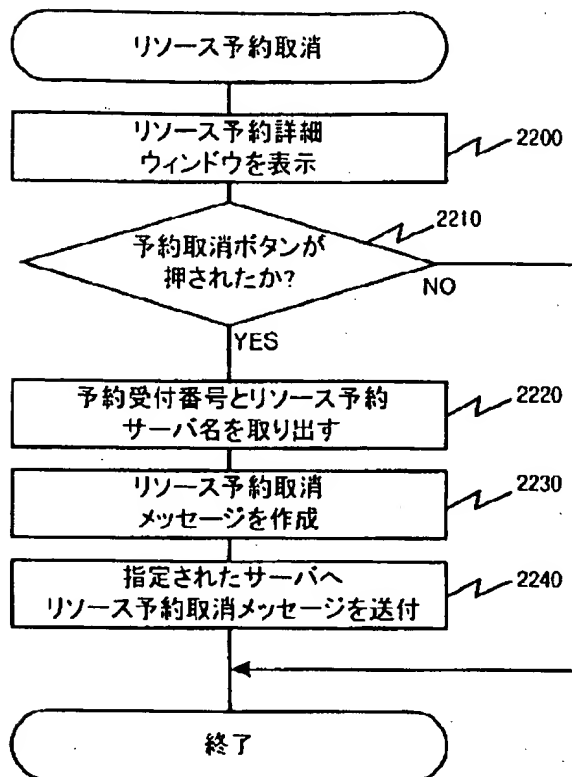 リソース予約取消
リソース予約詳細
ウィンドウを表示
2200
2210
予約取消ボタンが
押されたか?
NO
YES
予約受付番号とリソース予約
サーバ名を取り出す
2220
リソース予約取消
メッセージを作成
2230
指定されたサーバへ
リソース予約取消メッセージを送付
2240
終了